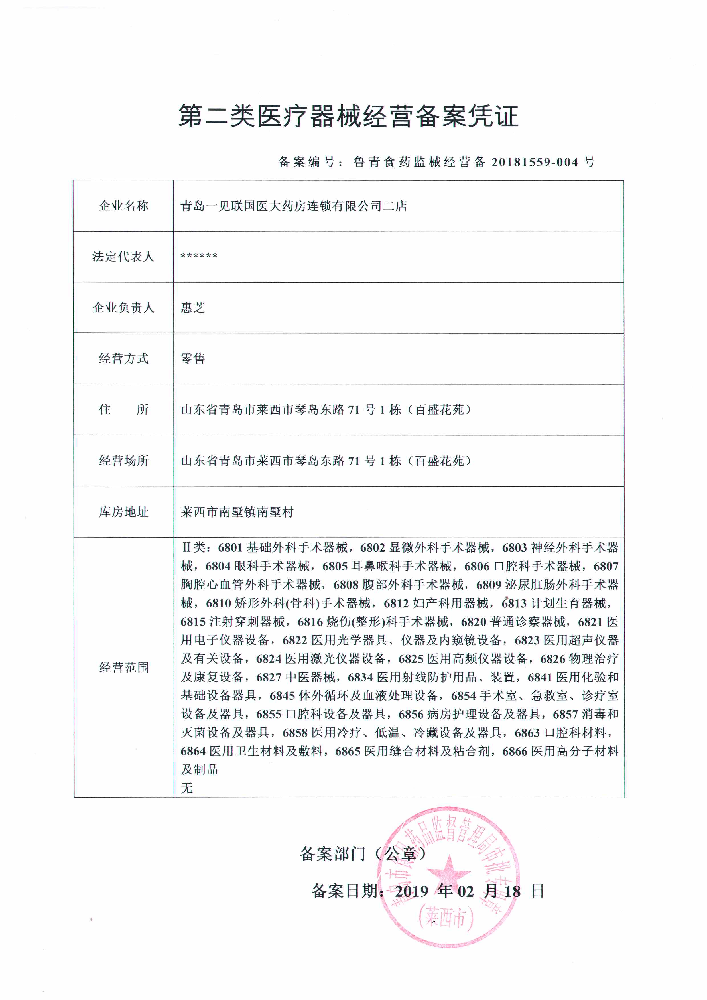 第二类医疗器械经营备案凭证
备案编号：鲁青食药监械经营备 20181559-004 号
企业名称
青岛一见联国医大药房连锁有限公司二店
法定代表人
******
企业负责人
惠芝
经营方式
零售
住 所
山东省青岛市莱西市琴岛东路 71 号 1 栋（百盛花苑）
经营场所
山东省青岛市莱西市琴岛东路 71 号 1 栋（百盛花苑）
库房地址
莱西市南墅镇南墅村
经营范围
Ⅱ类：6801 基础外科手术器械，6802 显微外科手术器械，6803 神经外科手术器
械，6804 眼科手术器械，6805 耳鼻喉科手术器械，6806 口腔科手术器械，6807
胸腔心血管外科手术器械，6808 腹部外科手术器械，6809 泌尿肛肠外科手术器
械，6810 矫形外科(骨科)手术器械，6812 妇产科用器械，6813 计划生育器械，
6815 注射穿刺器械，6816 烧伤(整形)科手术器械，6820 普通诊察器械，6821 医
用电子仪器设备，6822 医用光学器具、仪器及内窥镜设备，6823 医用超声仪器
及有关设备，6824 医用激光仪器设备，6825 医用高频仪器设备，6826 物理治疗
及康复设备，6827 中医器械，6834 医用射线防护用品、装置，6841 医用化验和
基础设备器具，6845 体外循环及血液处理设备，6854 手术室、急救室、诊疗室
设备及器具，6855 口腔科设备及器具，6856 病房护理设备及器具，6857 消毒和
灭菌设备及器具，6858 医用冷疗、低温、冷藏设备及器具，6863 口腔科材料，
6864 医用卫生材料及敷料，6865 医用缝合材料及粘合剂，6866 医用高分子材料
及制品
无
备案部门（公章）
备案日期：2019 年 02 月 18 日
青岛市食品药品监督管理局审批专用章
（莱西市）